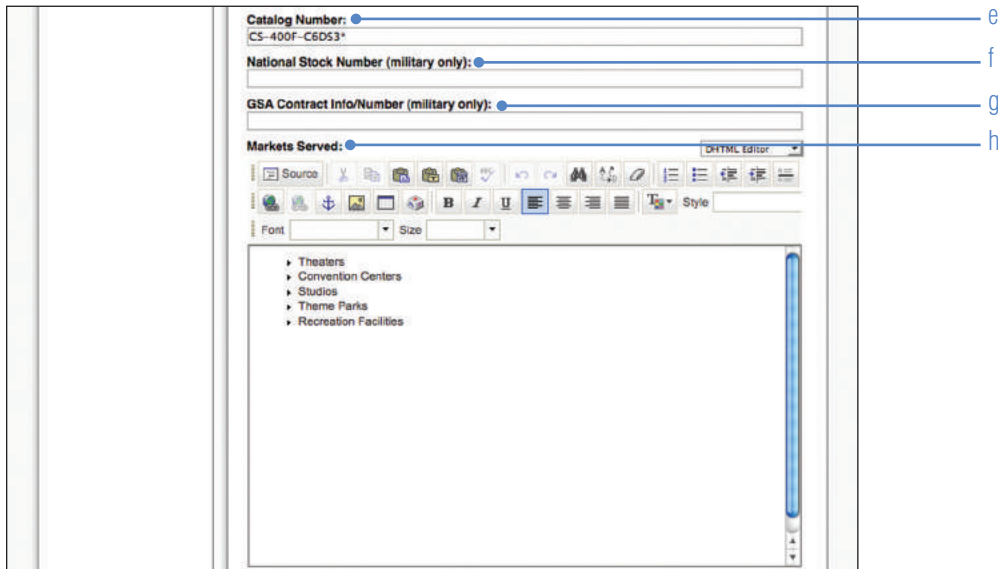 Catalog Number: e
CS-400F-C6DS3*
National Stock Number (military only): f
GSA Contract Info/Number (military only): g
Markets Served: h
DHTML Editor
Source
B I U Style
Font Size
Theaters
Convention Centers
Studios
Theme Parks
Recreation Facilities